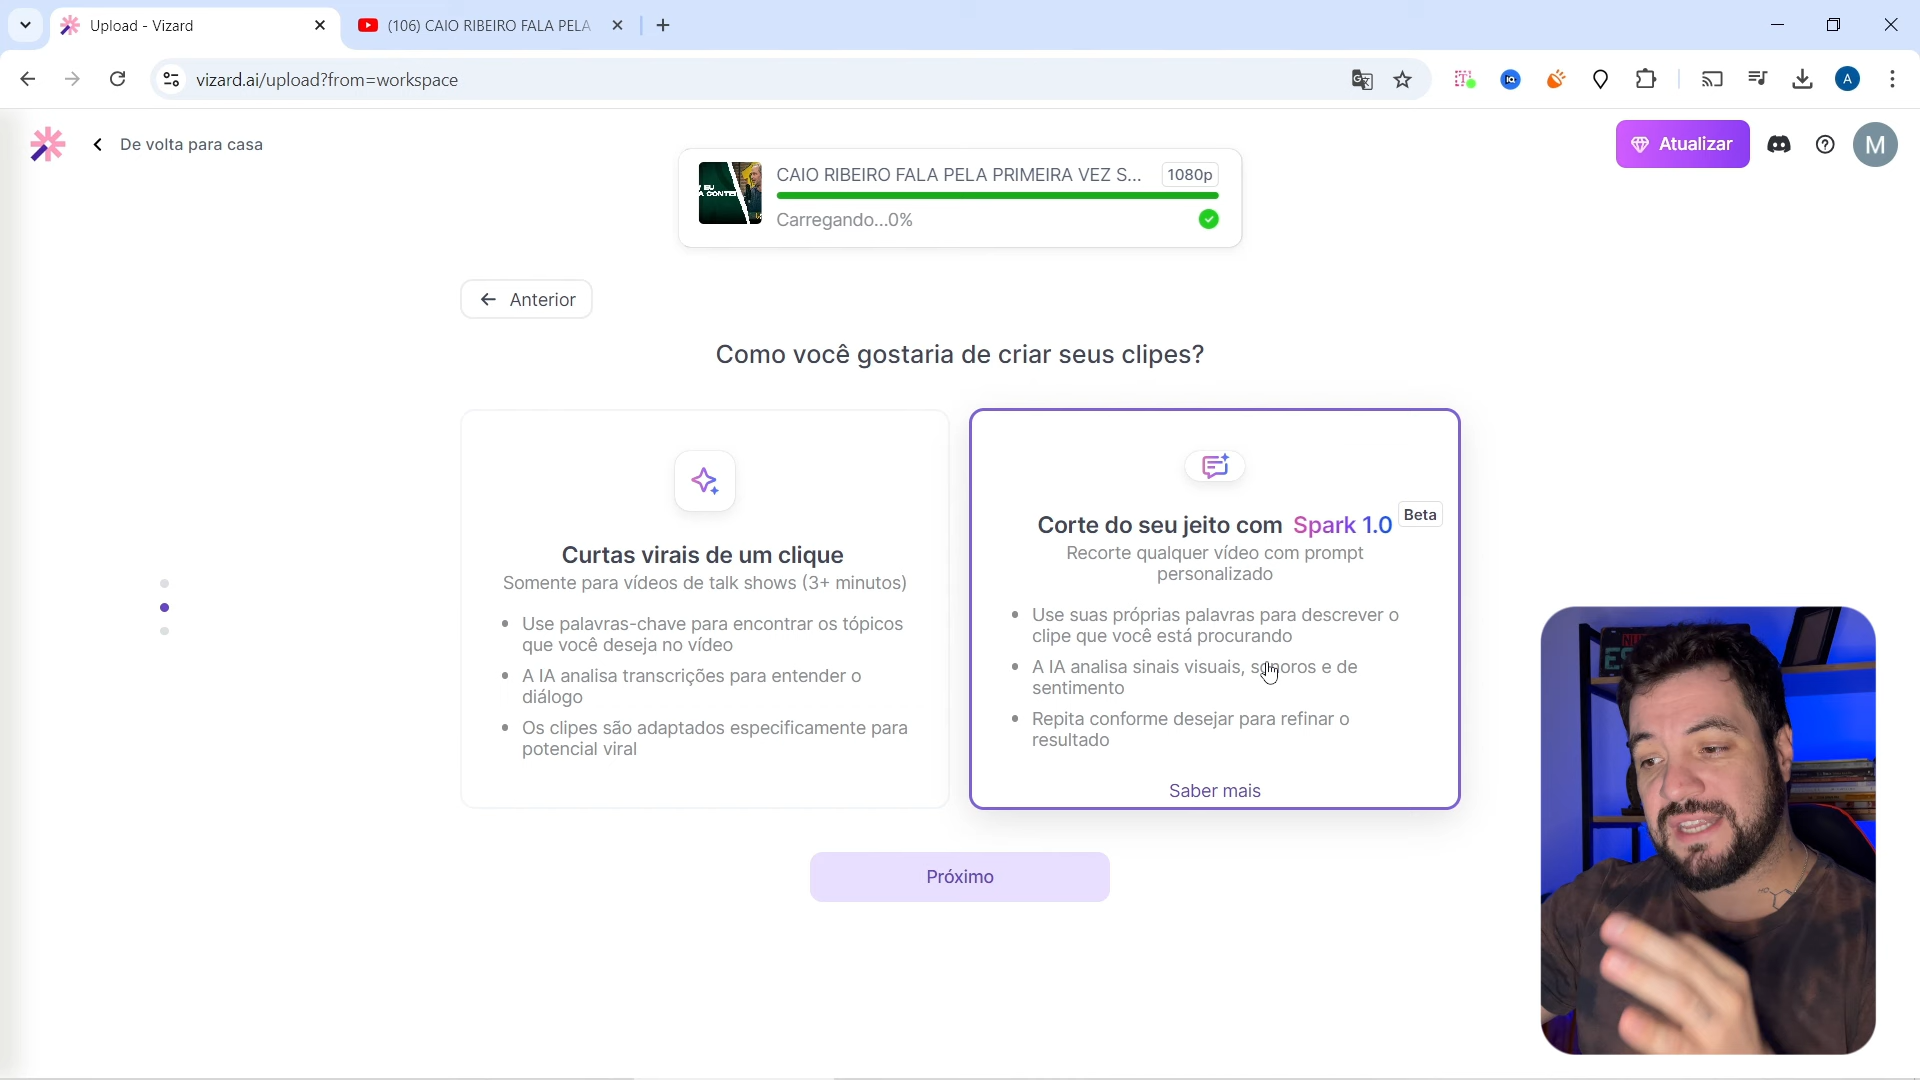 Upload - Vizard
(106) CAIO RIBEIRO FALA PELA
vizard.ai/upload?from=workspace
De volta para casa
Atualizar
M
A
CAIO RIBEIRO FALA PELA PRIMEIRA VEZ S...
1080p
Carregando...0%
Anterior
Como você gostaria de criar seus clipes?
Curtas virais de um clique
Somente para vídeos de talk shows (3+ minutos)
Use palavras-chave para encontrar os tópicos
que você deseja no vídeo
A IA analisa transcrições para entender o
diálogo
Os clipes são adaptados especificamente para
potencial viral
Corte do seu jeito com Spark 1.0
Beta
Recorte qualquer vídeo com prompt
personalizado
Use suas próprias palavras para descrever o
clipe que você está procurando
A IA analisa sinais visuais, sonoros e de
sentimento
Repita conforme desejar para refinar o
resultado
Saber mais
Próximo